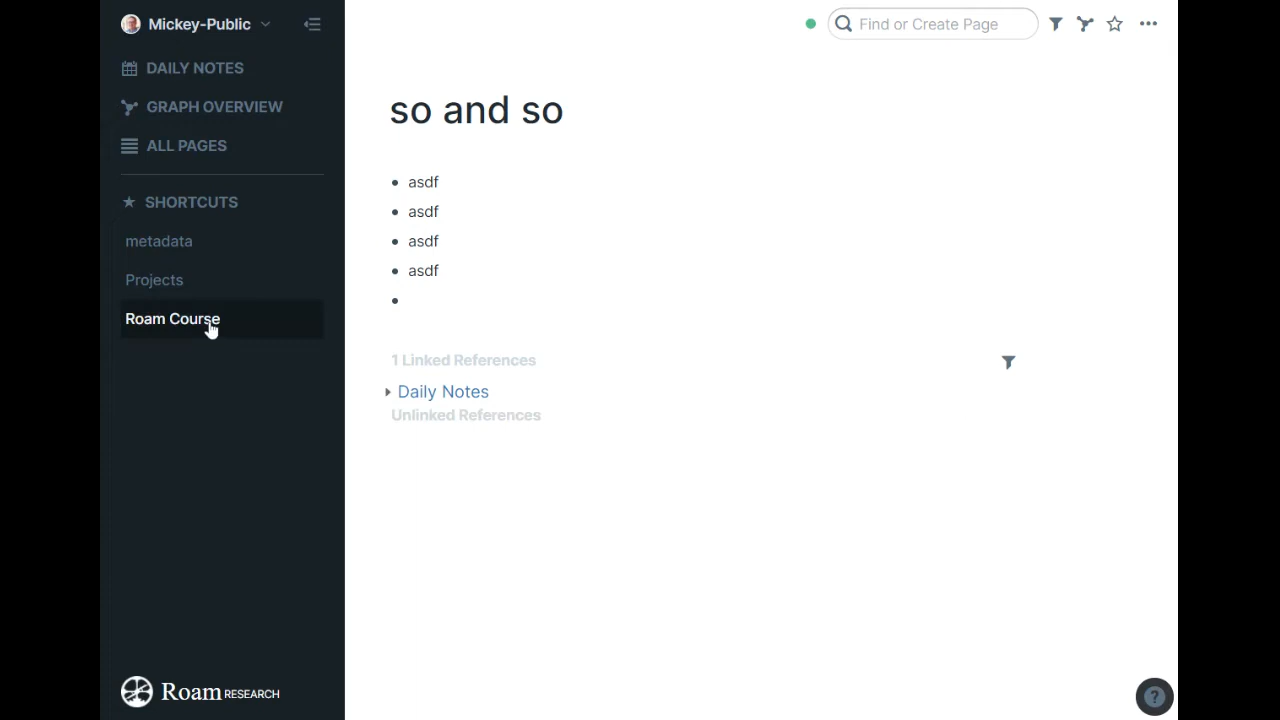 Mickey-Public
DAILY NOTES
GRAPH OVERVIEW
ALL PAGES
SHORTCUTS
metadata
Projects
Roam Course
Roam RESEARCH
Find or Create Page
so and so
asdf
asdf
asdf
asdf
1 Linked References
Daily Notes
Unlinked References
?